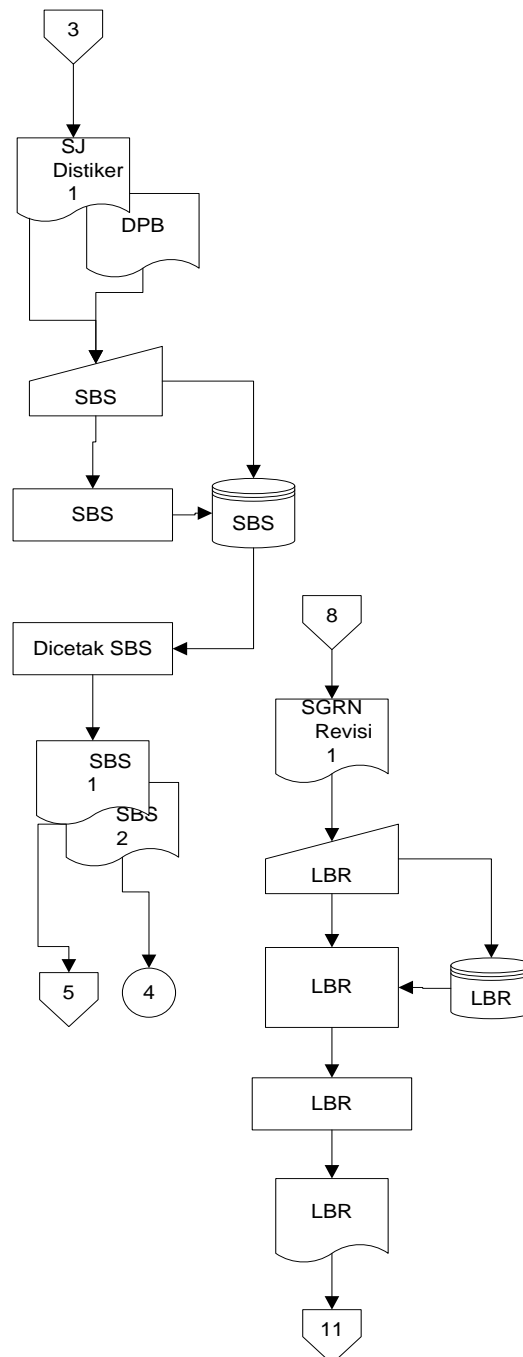 3
SJ
Distiker
1
DPB
SBS
SBS
SBS
Dicetak SBS
SBS
1
SBS
2
5
4
8
SGRN
Revisi
1
LBR
LBR
LBR
LBR
LBR
11